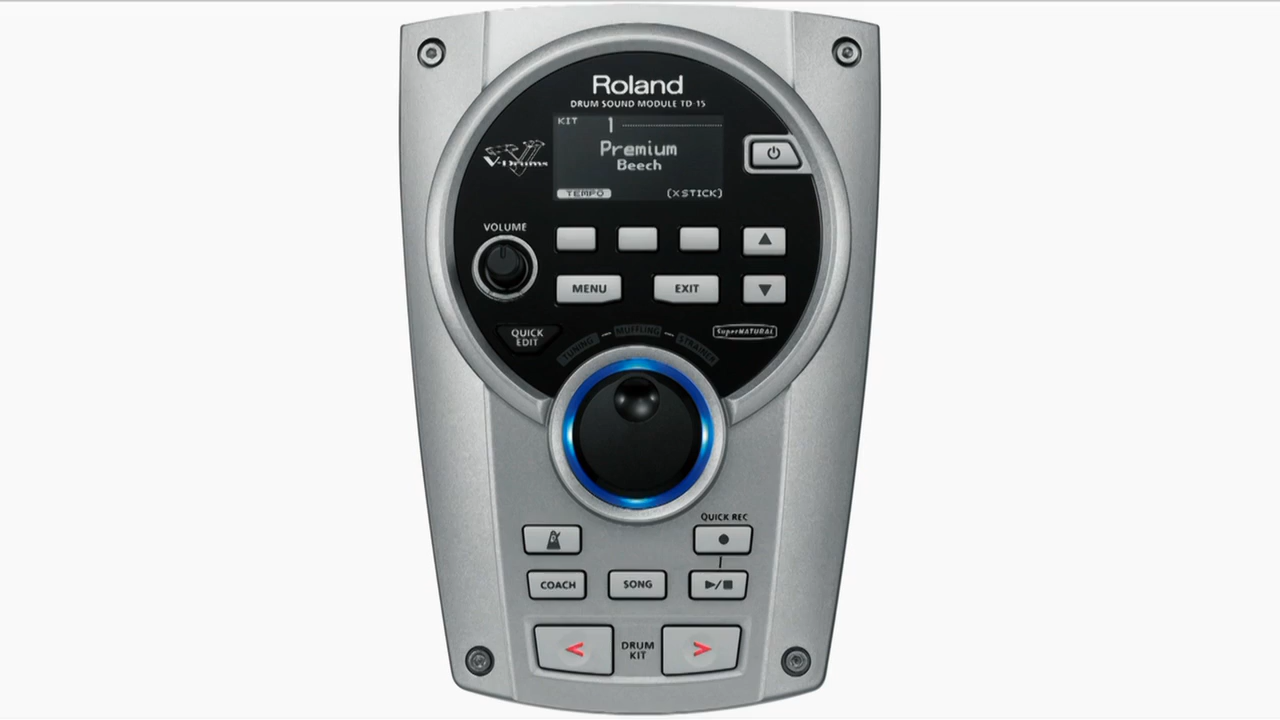 Roland
DRUM SOUND MODULE TD-15
KIT 1
Premium
Beech
TEMPO (XSTICK)
V-Drums
VOLUME
MENU EXIT
QUICK
EDIT
TUNING MUFFLING STRAINER
SuperNATURAL
QUICK REC
COACH SONG
DRUM
KIT